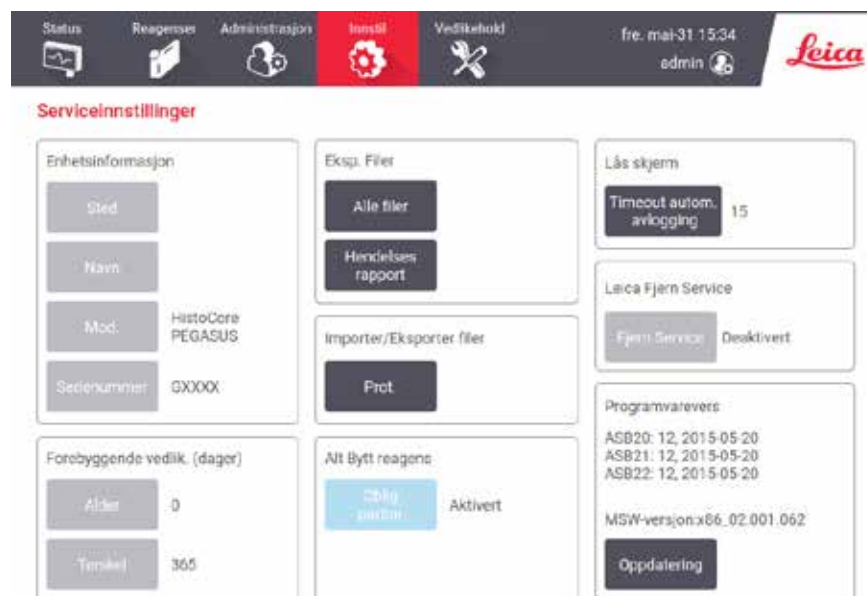 Status
Reagenser
Administrasjon
Innstil
Vedlikehold
fre. mai-31 15:34
admin
Leica
Serviceinnstillinger
Enhetsinformasjon
Sted
Navn
Mod.
HistoCore
PEGASUS
Serienummer
GXXXX
Forebyggende vedlik. (dager)
Alder
0
Terskel
365
Eksp. Filer
Alle filer
Hendelses
rapport
Importer/Eksporter filer
Prot.
Alt Bytt reagens
Oblig
Aktivert
Lås skjerm
Timeout autom.
avlogging
15
Leica Fjern Service
Fjern Service
Deaktivert
Programvarevers
ASB20: 12, 2015-05-20
ASB21: 12, 2015-05-20
ASB22: 12, 2015-05-20
MSW-versjon:x86_02.001.062
Oppdatering